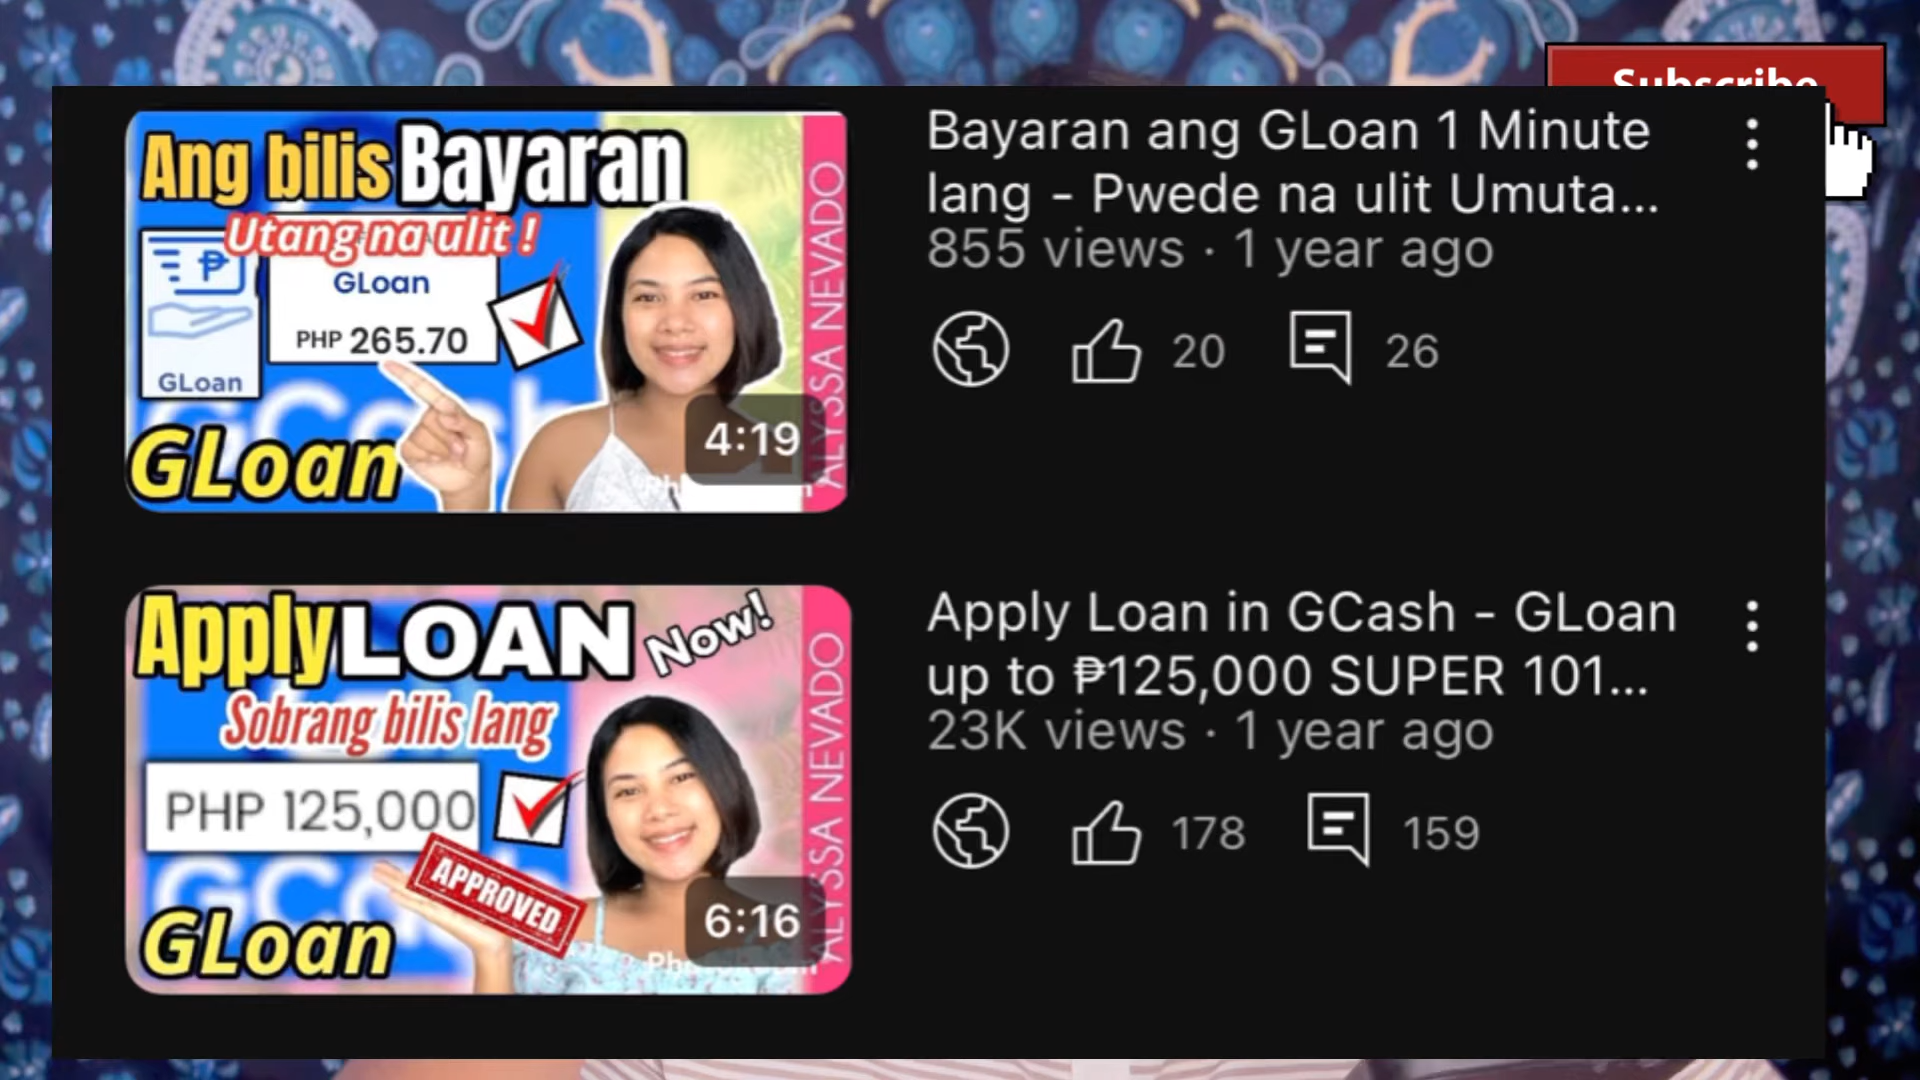 Subscribe
Ang bilis Bayaran
Utang na ulit !
GLoan
PHP 265.70
GLoan
GCash
GLoan
ALYSSA NEVADO
4:19
Bayaran ang GLoan 1 Minute
lang - Pwede na ulit Umuta...
855 views · 1 year ago
20
26
Apply LOAN Now!
Sobrang bilis lang
PHP 125,000
APPROVED
GLoan
ALYSSA NEVADO
6:16
Apply Loan in GCash - GLoan
up to ₱125,000 SUPER 101...
23K views · 1 year ago
178
159